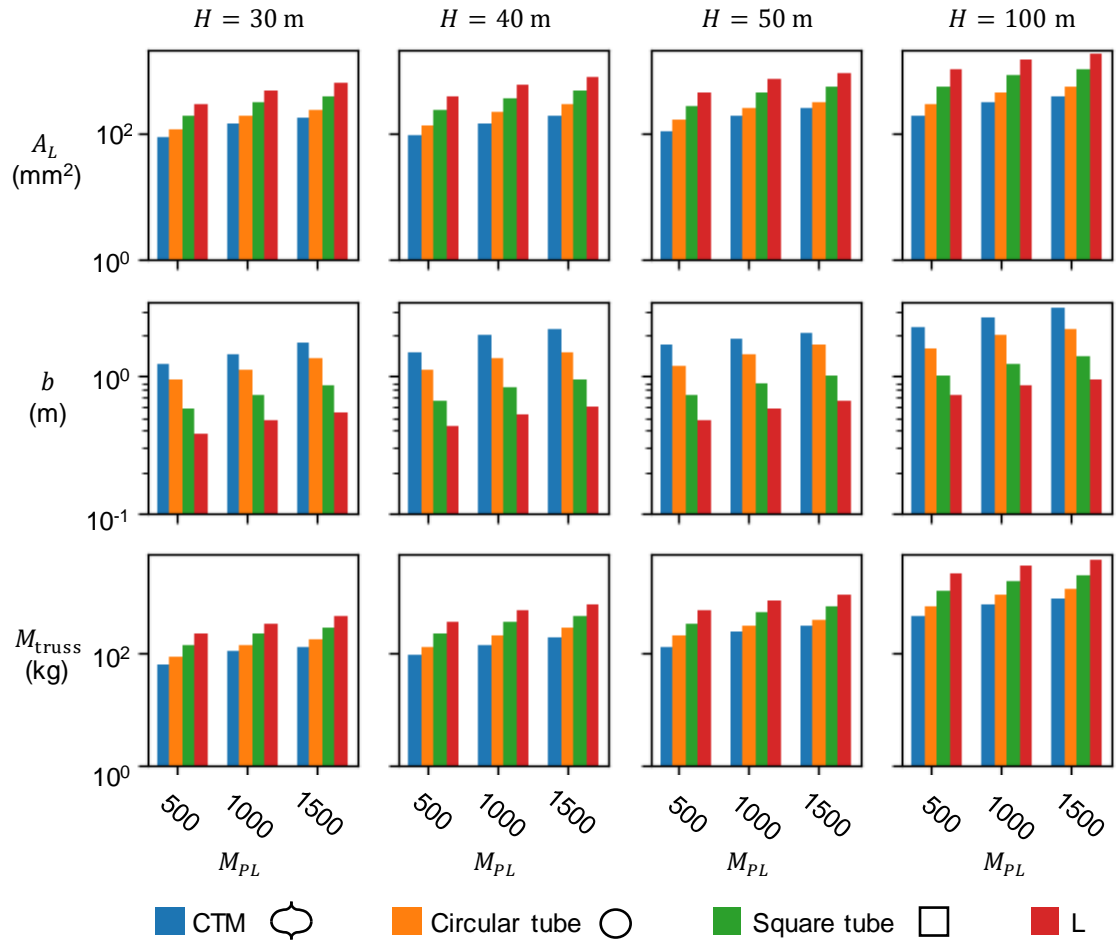 H = 30 m H = 40 m H = 50 m H = 100 m
10²
A_L
(mm²)
10⁰
10⁰
b
(m)
10⁻¹
M_truss
10²
(kg)
10⁰
500 1000 1500 500 1000 1500 500 1000 1500 500 1000 1500
M_PL M_PL M_PL M_PL
CTM Circular tube Square tube L